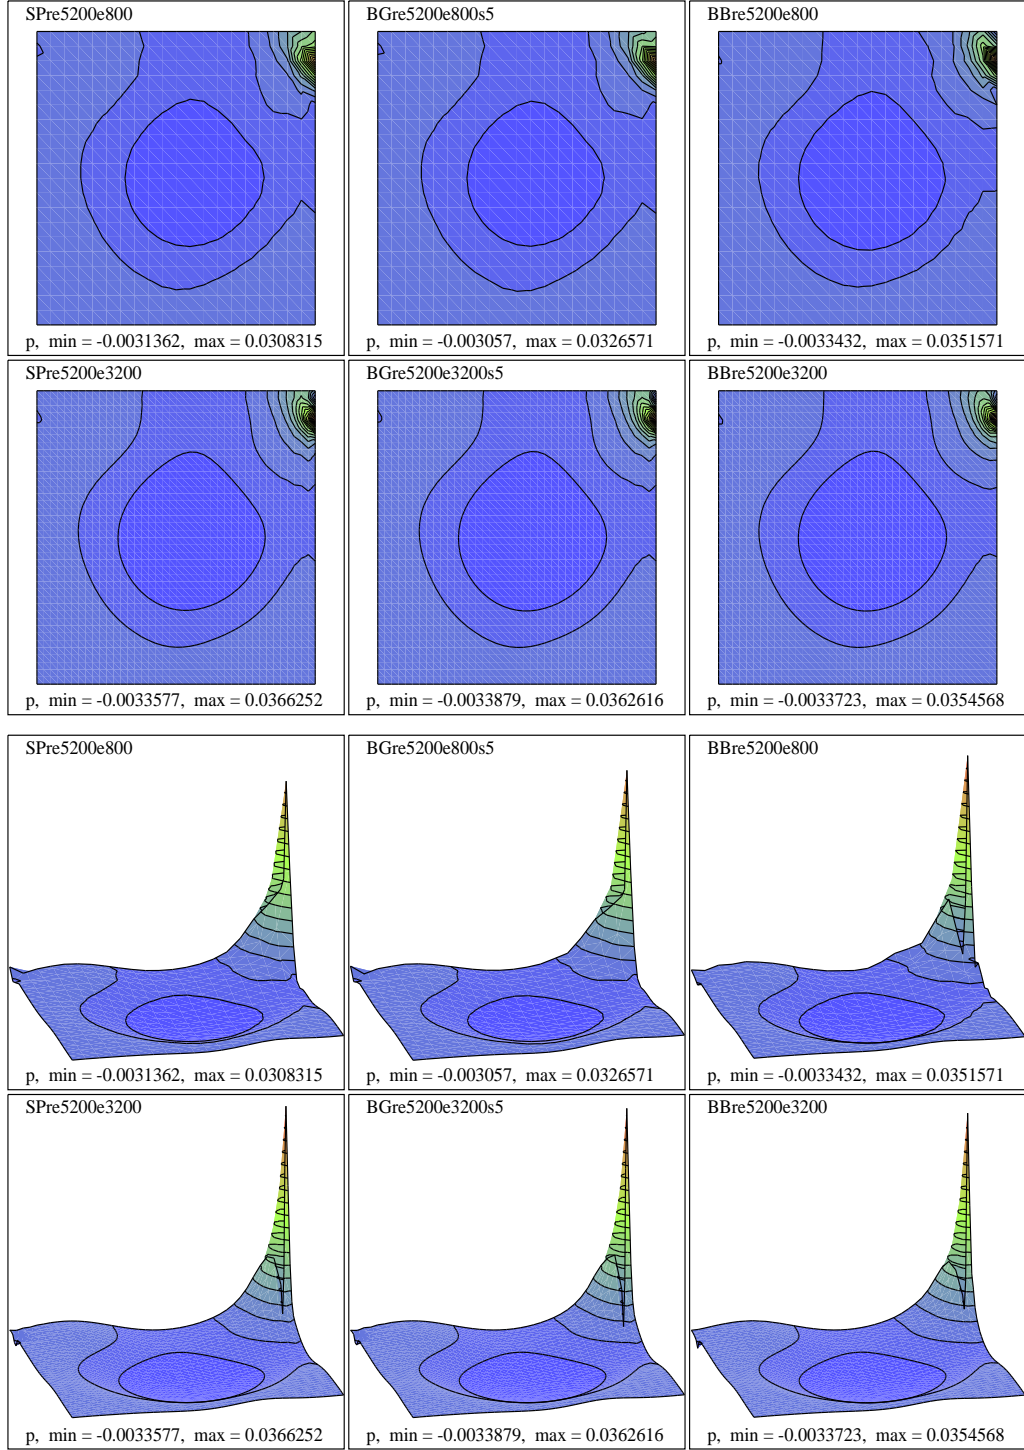 SPre5200e800
BGre5200e800s5
BBre5200e800
p, min = -0.0031362, max = 0.0308315
p, min = -0.003057, max = 0.0326571
p, min = -0.0033432, max = 0.0351571
SPre5200e3200
BGre5200e3200s5
BBre5200e3200
p, min = -0.0033577, max = 0.0366252
p, min = -0.0033879, max = 0.0362616
p, min = -0.0033723, max = 0.0354568
SPre5200e800
BGre5200e800s5
BBre5200e800
p, min = -0.0031362, max = 0.0308315
p, min = -0.003057, max = 0.0326571
p, min = -0.0033432, max = 0.0351571
SPre5200e3200
BGre5200e3200s5
BBre5200e3200
p, min = -0.0033577, max = 0.0366252
p, min = -0.0033879, max = 0.0362616
p, min = -0.0033723, max = 0.0354568